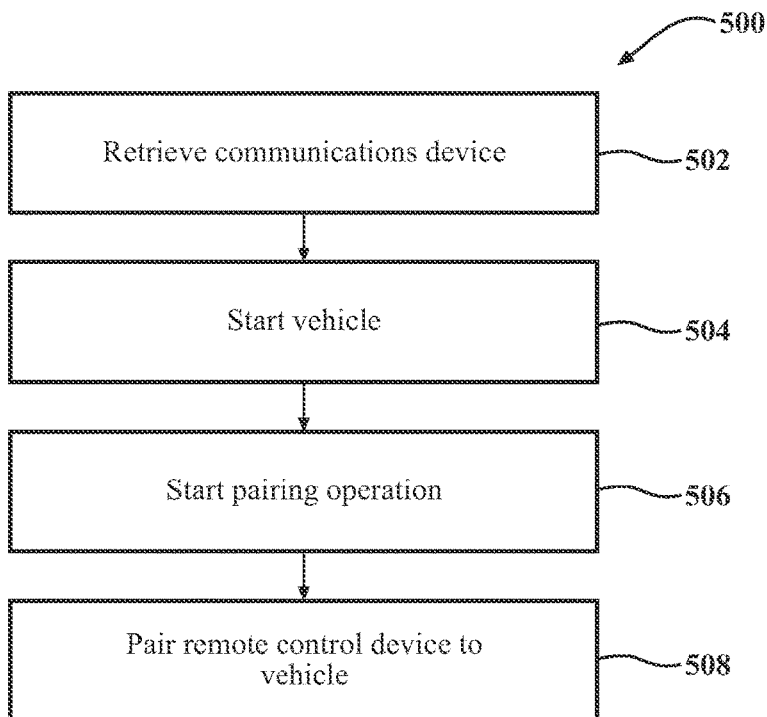 500
Retrieve communications device
502
Start vehicle
504
Start pairing operation
506
Pair remote control device to
vehicle
508